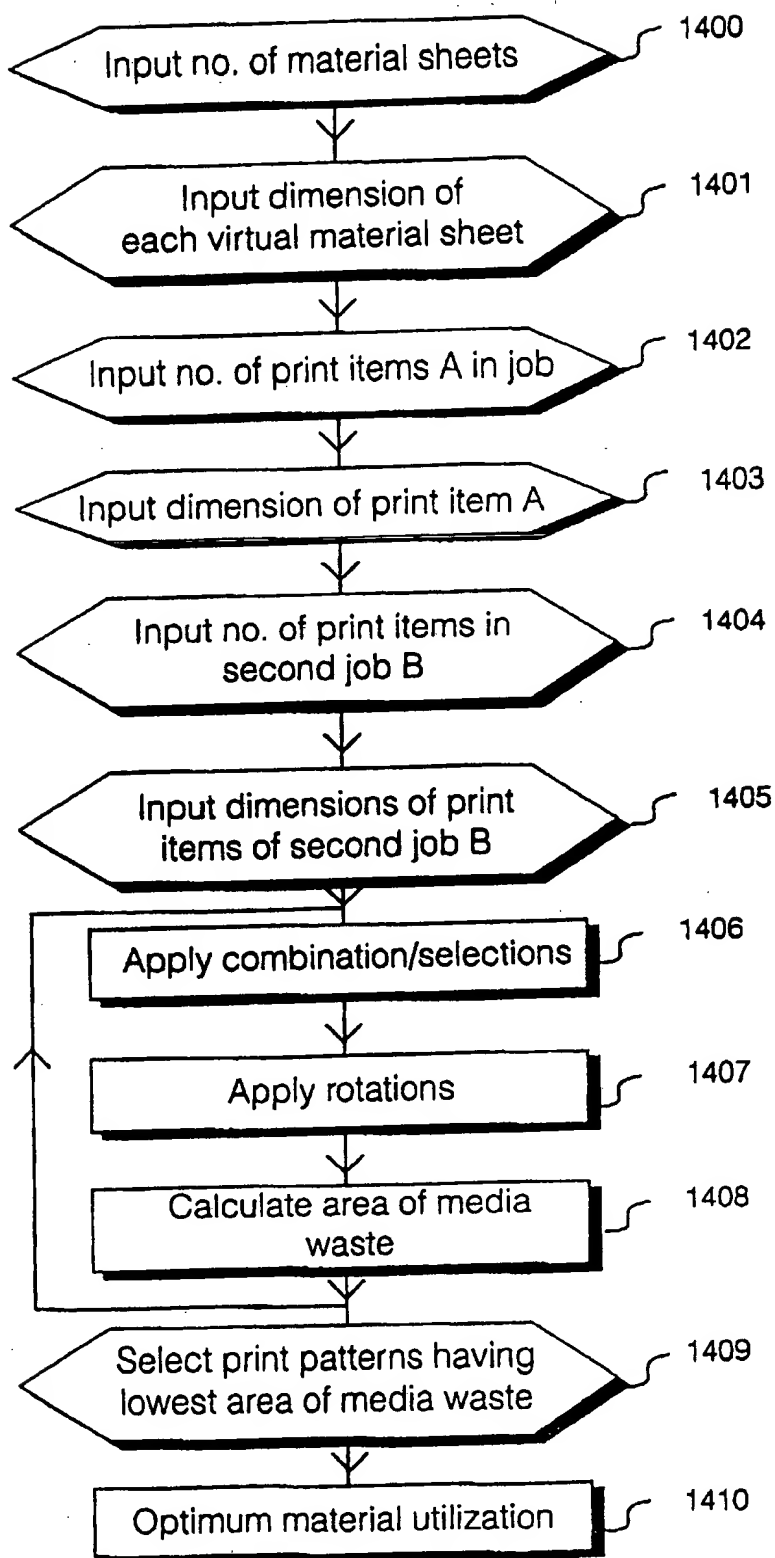 Input no. of material sheets
1400
Input dimension of
each virtual material sheet
1401
Input no. of print items A in job
1402
Input dimension of print item A
1403
Input no. of print items in
second job B
1404
Input dimensions of print
items of second job B
1405
Apply combination/selections
1406
Apply rotations
1407
Calculate area of media
waste
1408
Select print patterns having
lowest area of media waste
1409
Optimum material utilization
1410